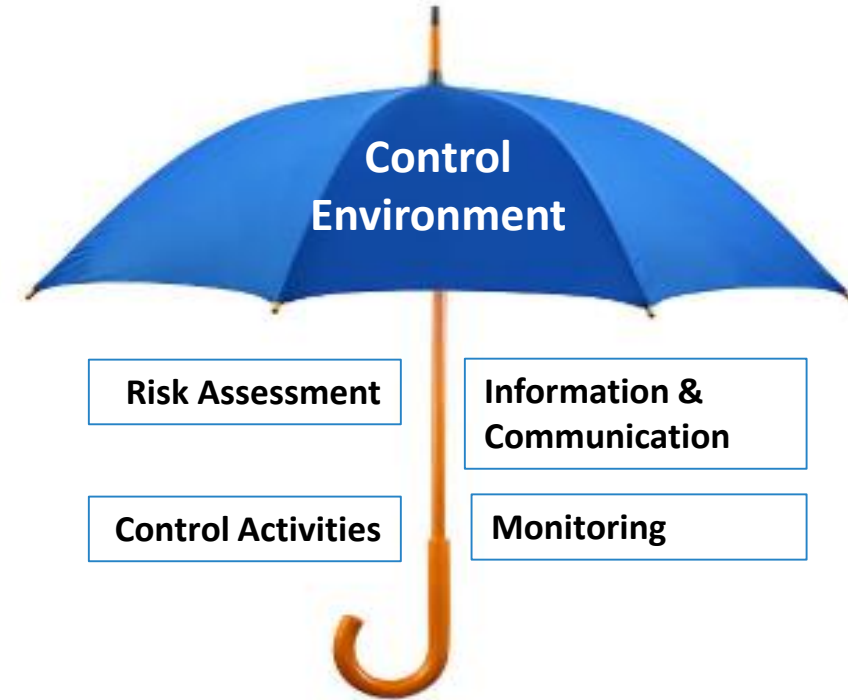 Control
Environment
Risk Assessment
Information &
Communication
Control Activities
Monitoring